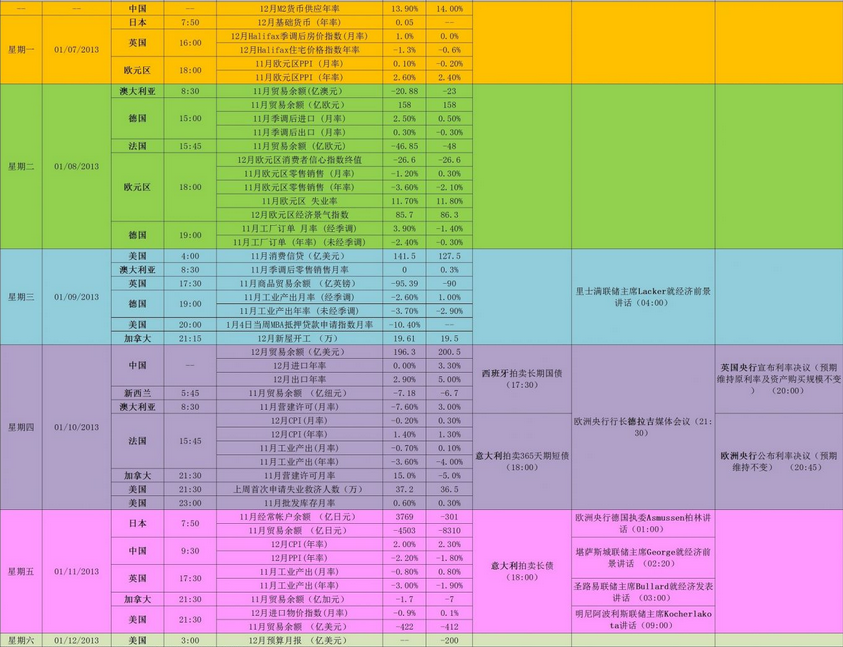 —— —— 中国 —— 12月M2货币供应年率 13.90% 14.00%
星期一 01/07/2013
日本 7:50 12月基础货币 (年率) 0.05 ——
英国 16:00 12月Halifax季调后房价指数(月率) 1.0% 0.0%
12月Halifax住宅价格指数年率 -1.3% -0.6%
欧元区 18:00 11月欧元区PPI (月率) 0.10% -0.20%
11月欧元区PPI (年率) 2.60% 2.40%
星期二 01/08/2013
澳大利亚 8:30 11月贸易余额(亿澳元) -20.88 -23
德国 15:00 11月贸易余额(亿欧元) 158 158
11月季调后进口 (月率) 2.50% 0.50%
11月季调后出口 (月率) 0.30% -0.30%
法国 15:45 11月贸易余额 (亿欧元) -46.85 -48
欧元区 18:00 12月欧元区消费者信心指数终值 -26.6 -26.6
11月欧元区零售销售 (月率) -1.20% 0.30%
11月欧元区零售销售 (年率) -3.60% -2.10%
11月欧元区 失业率 11.70% 11.80%
12月欧元区经济景气指数 85.7 86.3
德国 19:00 11月工厂订单 月率 (经季调) 3.90% -1.40%
11月工厂订单 (年率) (未经季调) -2.40% -0.30%
星期三 01/09/2013
美国 4:00 11月消费信贷 (亿美元) 141.5 127.5
澳大利亚 8:30 11月季调后零售销售月率 0 0.3%
英国 17:30 11月商品贸易余额 (亿英镑) -95.39 -90
德国 19:00 11月工业产出月率 (经季调) -2.60% 1.00%
11月工业产出年率 (未经季调) -3.70% -2.90%
美国 20:00 1月4日当周MBA抵押贷款申请指数月率 -10.40% ——
加拿大 21:15 12月新屋开工 (万) 19.61 19.5
里士满联储主席Lacker就经济前景
讲话 (04:00)
星期四 01/10/2013
中国 —— 12月贸易余额 (亿美元) 196.3 200.5
12月进口年率 0.00% 3.30%
12月出口年率 2.90% 5.00%
新西兰 5:45 11月贸易余额 (亿纽元) -7.18 -6.7
澳大利亚 8:30 11月营建许可(月率) -7.60% 3.00%
法国 15:45 12月CPI(月率) -0.20% 0.30%
12月CPI(年率) 1.40% 1.30%
11月工业产出(月率) -0.70% 0.10%
11月工业产出(月率) -3.60% -4.00%
加拿大 21:30 11月营建许可月率 15.0% -5.0%
美国 21:30 上周首次申请失业救济人数 (万) 37.2 36.5
美国 23:00 11月批发库存月率 0.60% 0.30%
西班牙拍卖长期国债
(17:30)
意大利拍卖365天期短债
(18:00)
欧洲央行行长德拉吉媒体会议 (21:
30)
英国央行宣布利率决议 (预期
维持原利率及资产购买规模不变
) (20:00)
欧洲央行公布利率决议 (预期
维持不变) (20:45)
星期五 01/11/2013
日本 7:50 11月经常帐户余额 (亿日元) 3769 -301
11月贸易余额 (亿日元) -4503 -8310
中国 9:30 12月CPI(年率) 2.00% 2.30%
12月PPI(年率) -2.20% -1.80%
英国 17:30 11月工业产出(月率) -0.80% 0.80%
11月工业产出(年率) -3.00% -1.90%
加拿大 21:30 11月贸易余额 (亿加元) -1.7 -7
美国 21:30 12月进口物价指数(月率) -0.9% 0.1%
11月贸易余额 (亿美元) -422 -412
意大利拍卖长债
(18:00)
欧洲央行德国执委Asmussen柏林讲
话 (01:00)
堪萨斯城联储主席George就经济前
景讲话 (02:20)
圣路易联储主席Bullard就经济发表
讲话 (03:00)
明尼阿波利斯联储主席Kocherlako
ta讲话 (09:00)
星期六 01/12/2013 美国 3:00 12月预算月报 (亿美元) —— -200